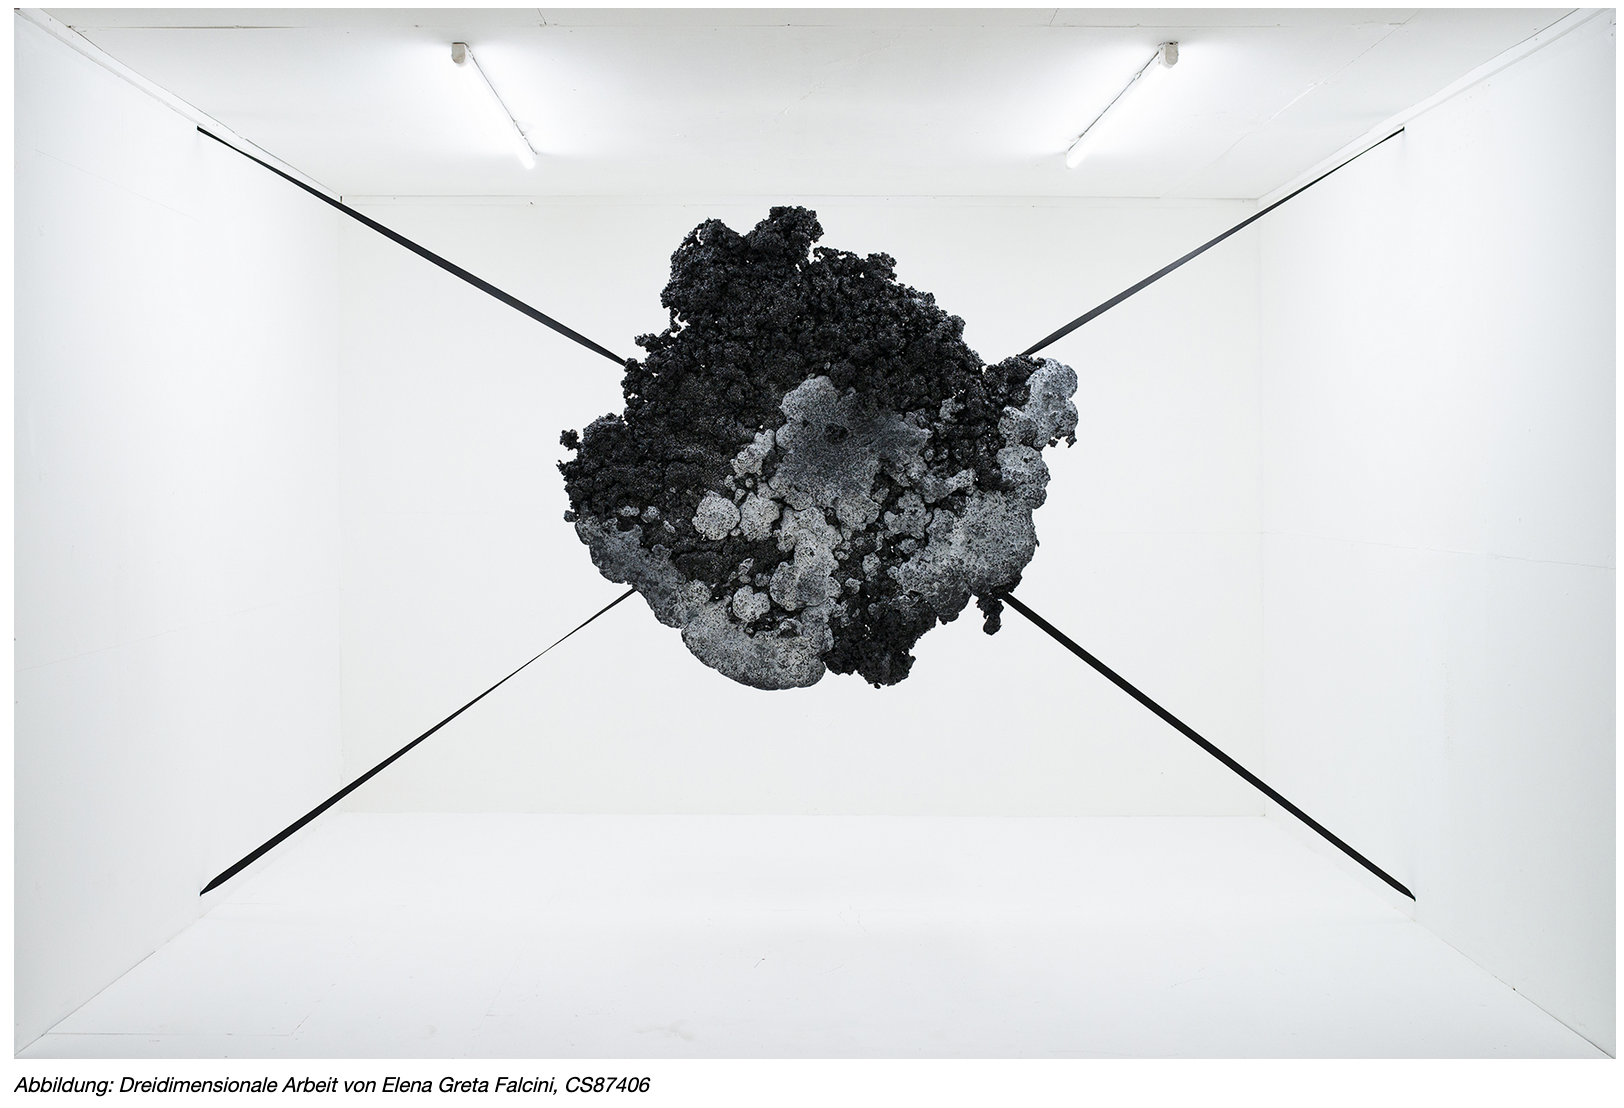 Abbildung: Dreidimensionale Arbeit von Elena Greta Falcini, CS87406